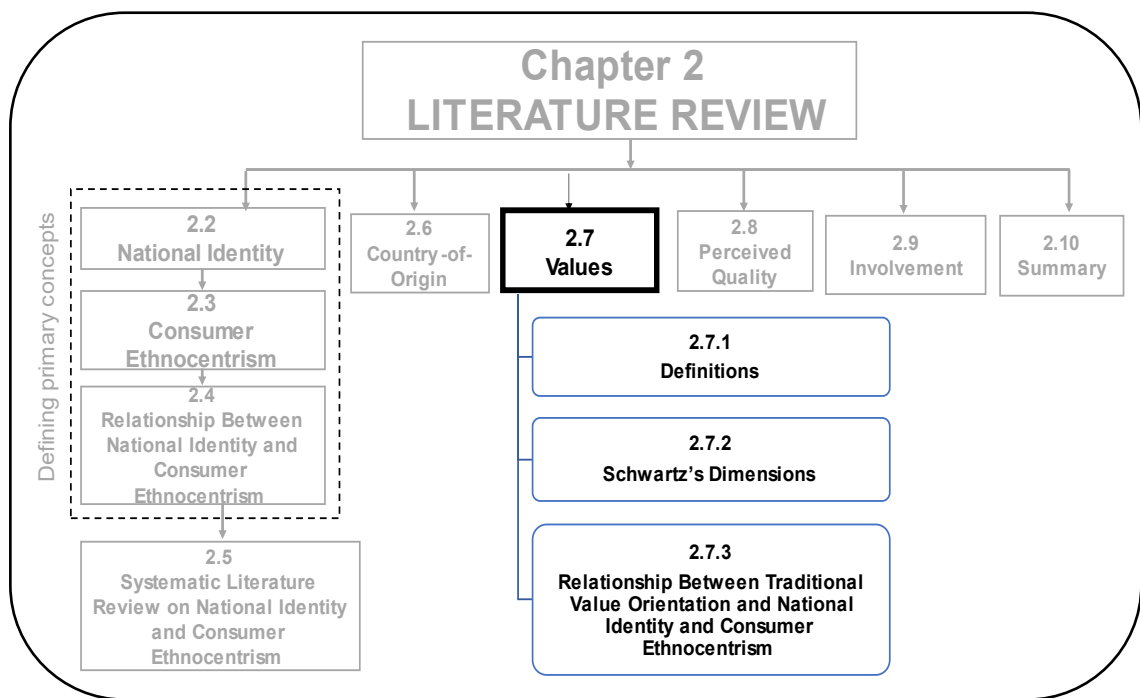 Chapter 2
LITERATURE REVIEW
Defining primary concepts
2.2
National Identity
2.3
Consumer
Ethnocentrism
2.4
Relationship Between
National Identity and
Consumer
Ethnocentrism
2.5
Systematic Literature
Review on National Identity
and Consumer
Ethnocentrism
2.6
Country-of-
Origin
2.7
Values
2.7.1
Definitions
2.7.2
Schwartz's Dimensions
2.7.3
Relationship Between Traditional
Value Orientation and National
Identity and Consumer
Ethnocentrism
2.8
Perceived
Quality
2.9
Involvement
2.10
Summary